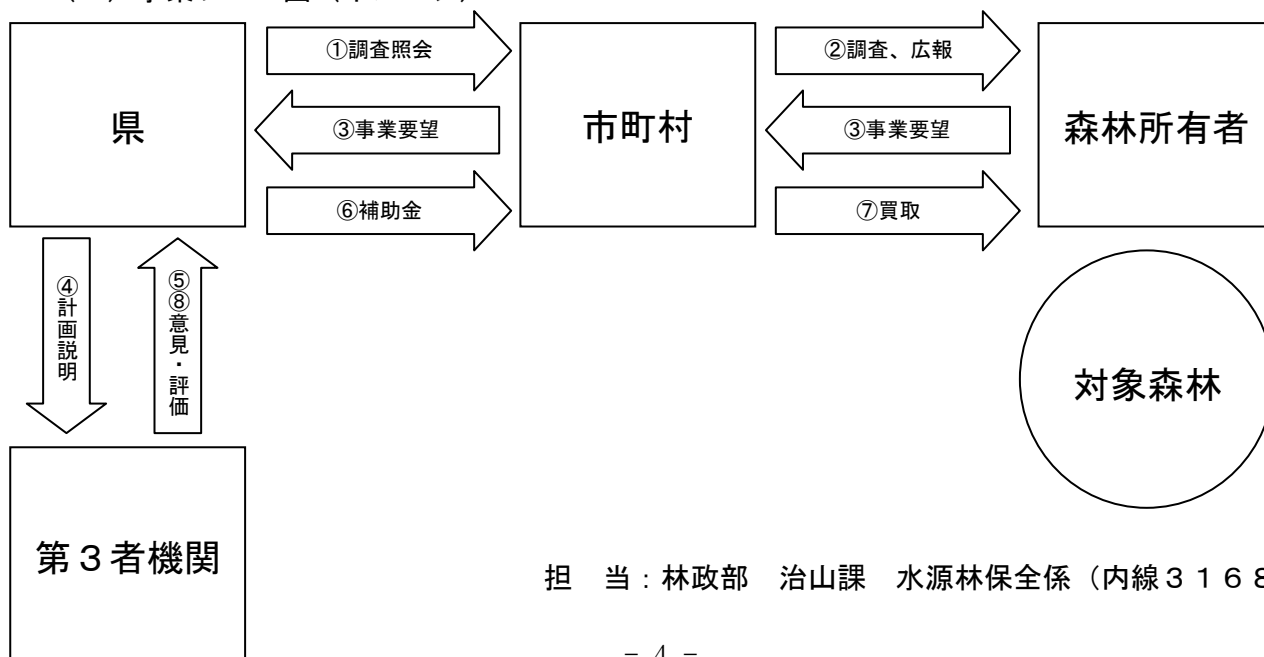 ①調査照会
②調査、広報
県
③事業要望
市町村
③事業要望
森林所有者
⑥補助金
⑦買取
④計画説明
⑤⑧意見・評価
対象森林
第３者機関
担　当：林政部　治山課　水源林保全係（内線３１６８
－ 4 －